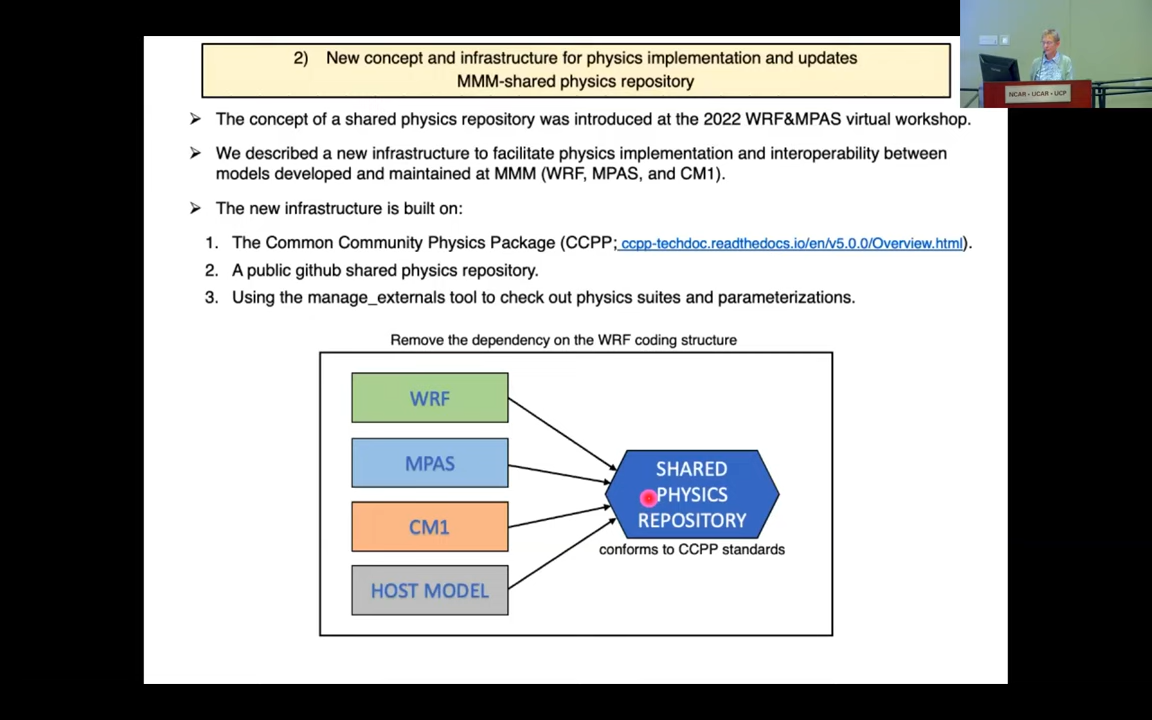 2) New concept and infrastructure for physics implementation and updates
MMM-shared physics repository
NCAR • UCAR • UCP
➢ The concept of a shared physics repository was introduced at the 2022 WRF&MPAS virtual workshop.
➢ We described a new infrastructure to facilitate physics implementation and interoperability between
models developed and maintained at MMM (WRF, MPAS, and CM1).
➢ The new infrastructure is built on:
1. The Common Community Physics Package (CCPP; ccpp-techdoc.readthedocs.io/en/v5.0.0/Overview.html).
2. A public github shared physics repository.
3. Using the manage_externals tool to check out physics suites and parameterizations.
Remove the dependency on the WRF coding structure
WRF
MPAS
CM1
HOST MODEL
SHARED
PHYSICS
REPOSITORY
conforms to CCPP standards